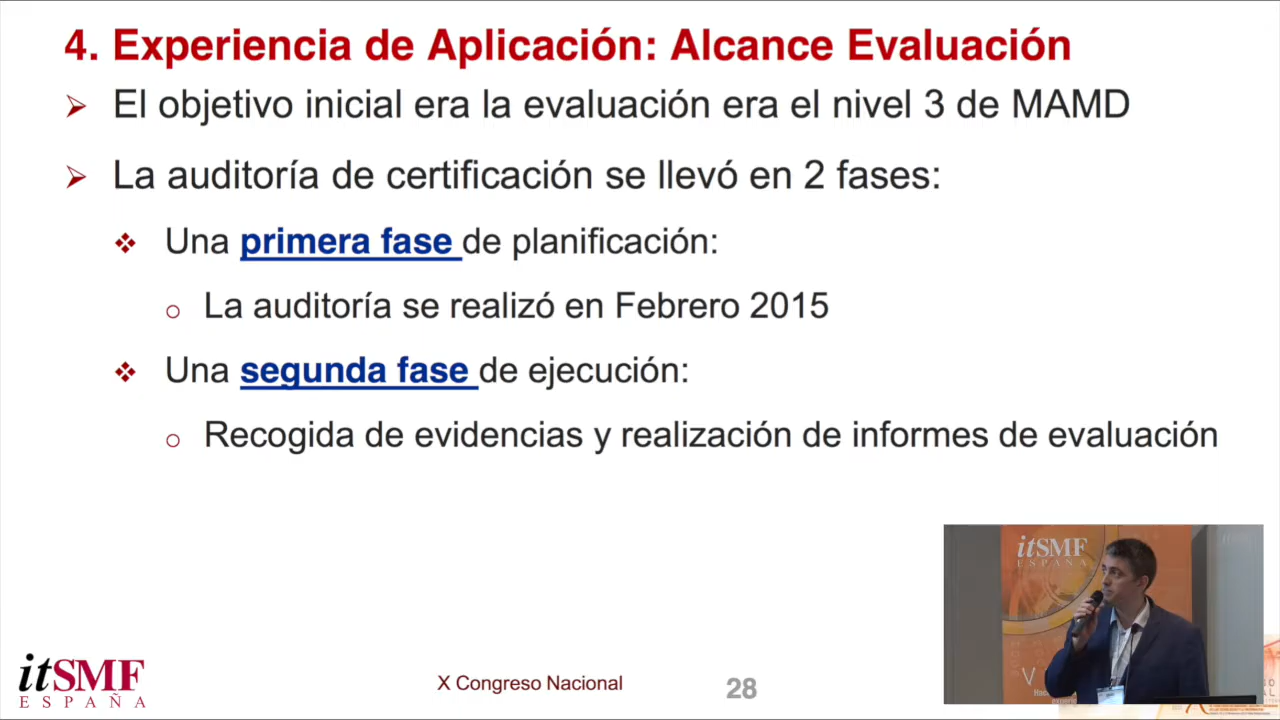 4. Experiencia de Aplicación: Alcance Evaluación
El objetivo inicial era la evaluación era el nivel 3 de MAMD
La auditoría de certificación se llevó en 2 fases:
Una primera fase de planificación:
La auditoría se realizó en Febrero 2015
Una segunda fase de ejecución:
Recogida de evidencias y realización de informes de evaluación
itSMF
ESPAÑA
itSMF
ESPAÑA
X Congreso Nacional
28